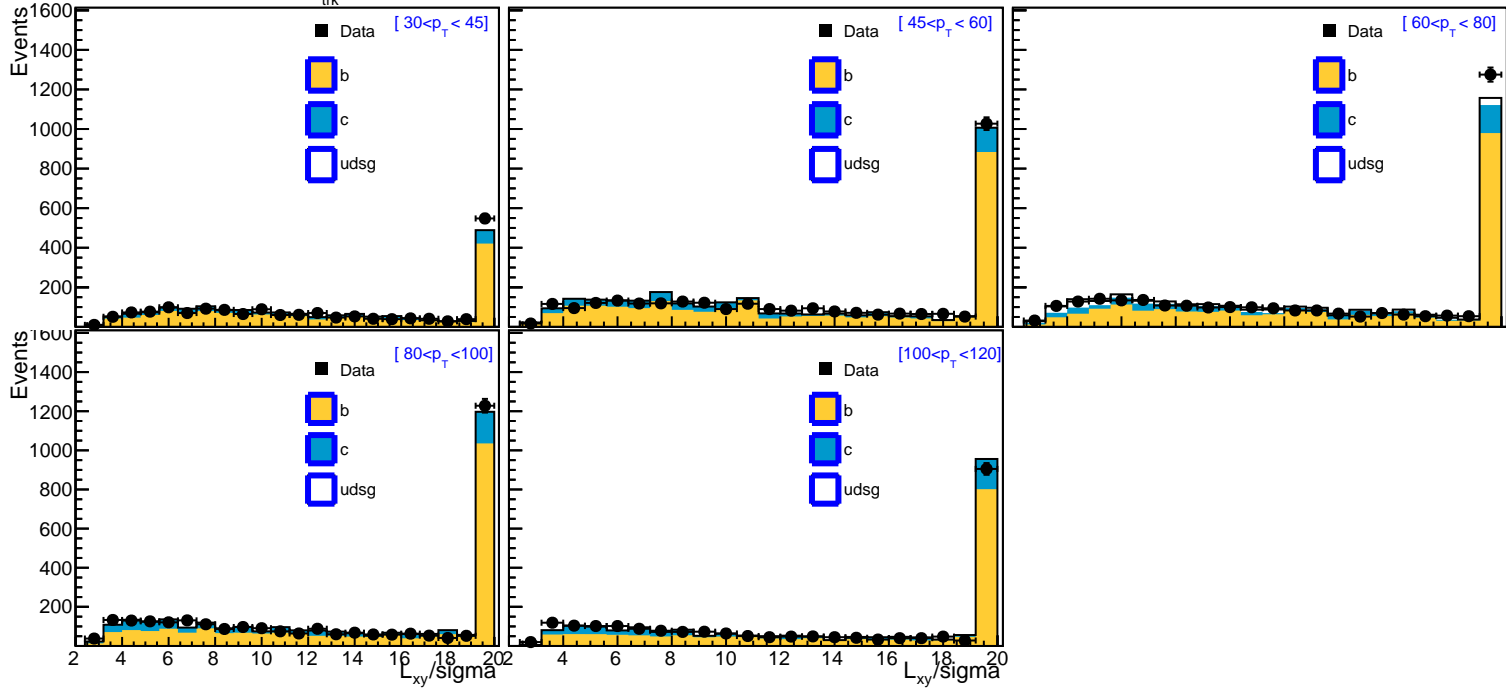 trk
Events
1600
1400
1200
1000
800
600
400
200
[ 30<p_T < 45]
Data
b
c
udsg
[ 45<p_T < 60]
Data
b
c
udsg
[ 60<p_T < 80]
Data
b
c
udsg
Events
1600
1400
1200
1000
800
600
400
200
[ 80<p_T <100]
Data
b
c
udsg
[100<p_T <120]
Data
b
c
udsg
2 4 6 8 10 12 14 16 18 20
L_xy/sigma
4 6 8 10 12 14 16 18 20
L_xy/sigma